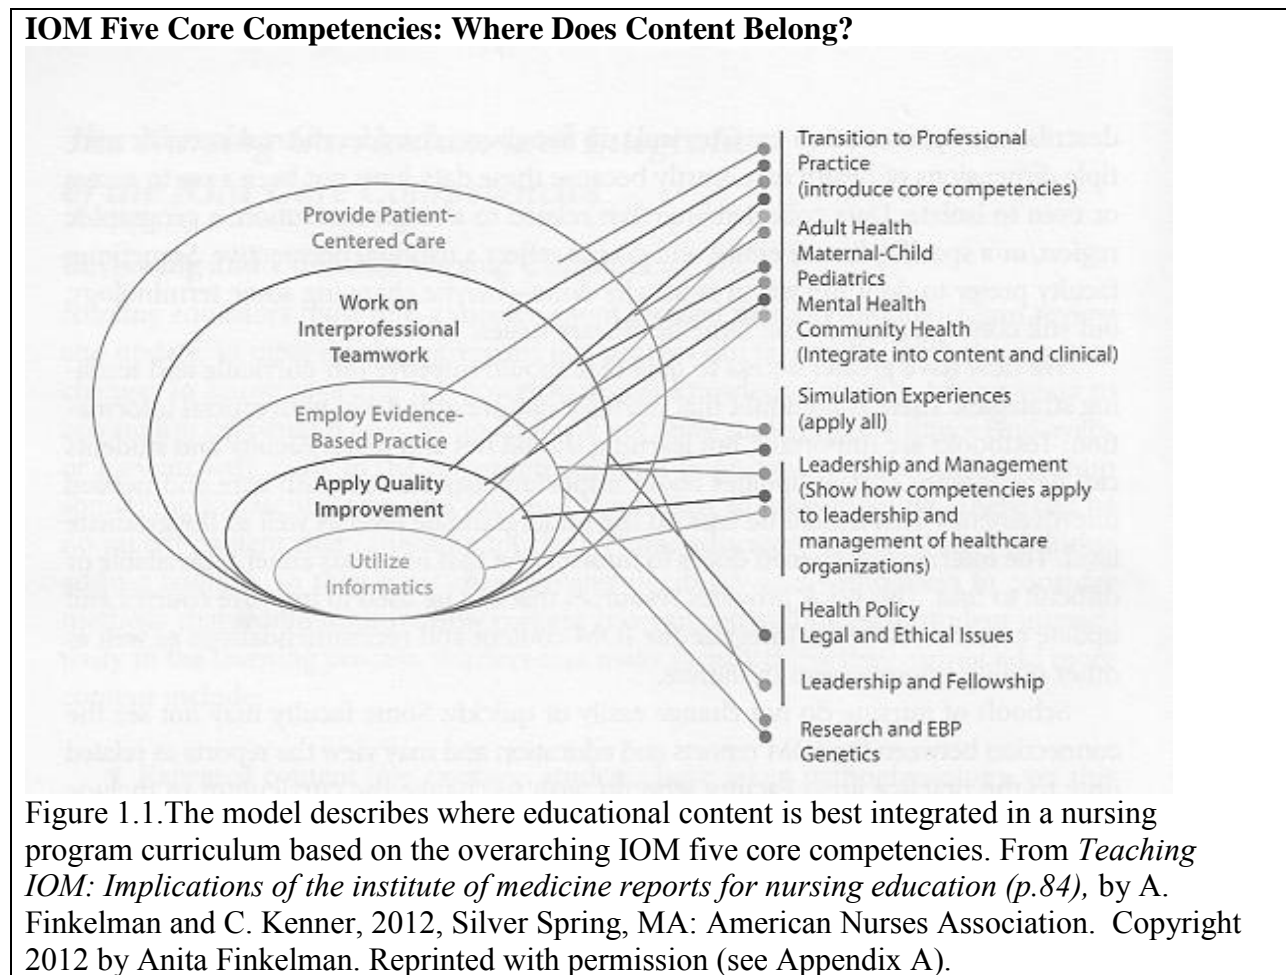 IOM Five Core Competencies: Where Does Content Belong?
Provide Patient-
Centered Care
Work on
Interprofessional
Teamwork
Employ Evidence-
Based Practice
Apply Quality
Improvement
Utilize
Informatics
Transition to Professional
Practice
(introduce core competencies)
Adult Health
Maternal-Child
Pediatrics
Mental Health
Community Health
(Integrate into content and clinical)
Simulation Experiences
(apply all)
Leadership and Management
(Show how competencies apply
to leadership and
management of healthcare
organizations)
Health Policy
Legal and Ethical Issues
Leadership and Fellowship
Research and EBP
Genetics
Figure 1.1.The model describes where educational content is best integrated in a nursing
program curriculum based on the overarching IOM five core competencies. From Teaching
IOM: Implications of the institute of medicine reports for nursing education (p.84), by A.
Finkelman and C. Kenner, 2012, Silver Spring, MA: American Nurses Association. Copyright
2012 by Anita Finkelman. Reprinted with permission (see Appendix A).